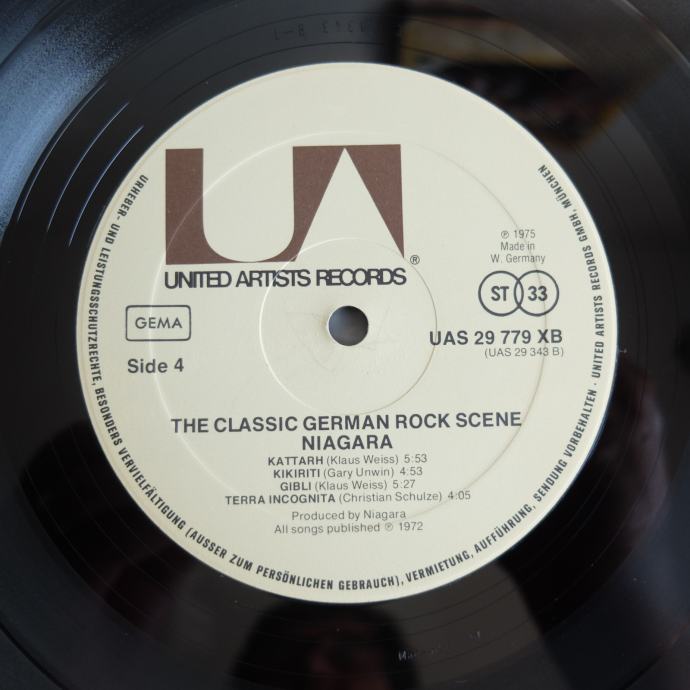 UA
®
UNITED ARTISTS RECORDS
℗ 1975
Made in
W. Germany
ST 33
GEMA
UAS 29 779 XB
(UAS 29 343 B)
Side 4
THE CLASSIC GERMAN ROCK SCENE
NIAGARA
KATTARH (Klaus Weiss) 5:53
KIKIRITI (Gary Unwin) 4:53
GIBLI (Klaus Weiss) 5:27
TERRA INCOGNITA (Christian Schulze) 4:05
Produced by Niagara
All songs published ℗ 1972
URHEBER- UND LEISTUNGSSCHUTZRECHTE, BESONDERS VERVIELFÄLTIGUNG (AUSSER ZUM PERSÖNLICHEN GEBRAUCH), VERMIETUNG, AUFFÜHRUNG, SENDUNG VORBEHALTEN · UNITED ARTISTS RECORDS GMBH, MÜNCHEN